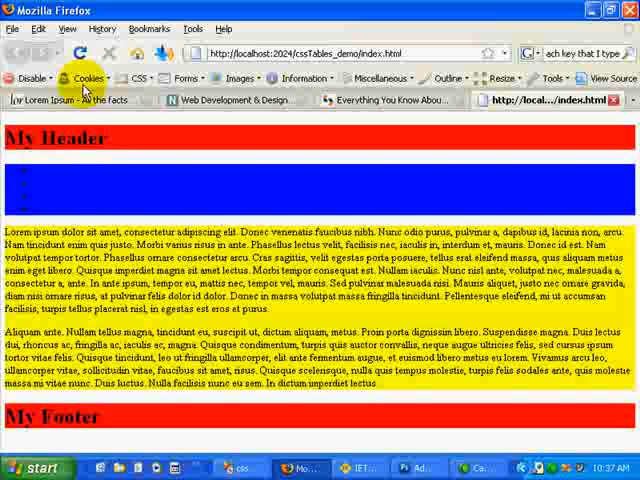 Mozilla Firefox
File Edit View History Bookmarks Tools Help
http://localhost:2024/cssTables_demo/index.html
ach key that I type
Disable Cookies CSS Forms Images Information Miscellaneous Outline Resize Tools View Source
Lorem Ipsum - All the facts
Web Development & Design...
Everything You Know Abou...
http://local.../index.html
My Header
Lorem ipsum dolor sit amet, consectetur adipiscing elit. Donec venenatis faucibus nibh. Nunc odio purus, pulvinar a, dapibus id, lacinia non, arcu.
Nam tincidunt enim quis justo. Morbi varius risus in ante. Phasellus lectus velit, facilisis nec, iaculis in, interdum et, mauris. Donec id est. Nam
volutpat tempor tortor. Phasellus ornare consectetur arcu. Cras sagittis, velit egestas porta posuere, tellus erat eleifend massa, quis aliquam metus
enim eget libero. Quisque imperdiet magna sit amet lectus. Morbi tempor consequat est. Nullam iaculis. Nunc nisl ante, volutpat nec, malesuada a,
consectetur a, ante. In ante ipsum, tempor eu, mattis nec, tempor vel, mauris. Sed pulvinar malesuada nisi. Mauris aliquet, justo nec ornare gravida,
diam nisi ornare risus, at pulvinar felis dolor id dolor. Donec in massa volutpat massa fringilla tincidunt. Pellentesque eleifend, mi ut accumsan
facilisis, turpis tellus placerat nisl, in egestas est eros et purus.
Aliquam ante. Nullam tellus magna, tincidunt eu, suscipit ut, dictum aliquam, metus. Proin porta dignissim libero. Suspendisse magna. Duis lectus
dui, rhoncus ac, fringilla ac, iaculis ec, magna. Quisque condimentum, turpis quis auctor convallis, neque augue ultricies felis, sed cursus ipsum
tortor vitae felis. Quisque tincidunt, leo ut fringilla ullamcorper, elit ante fermentum augue, et euismod libero metus eu lorem. Vivamus arcu leo,
ullamcorper vitae, sollicitudin vitae, faucibus sit amet, nisi. Quisque scelerisque, nulla quis tempus molestie, turpis felis sodales ante, quis molestie
massa mi vitae nunc. Duis luctus. Nulla facilisis nunc eu sem. In dictum imperdiet lectus.
My Footer
start
css...
Mo...
IET...
Ad...
Ca...
10:37 AM